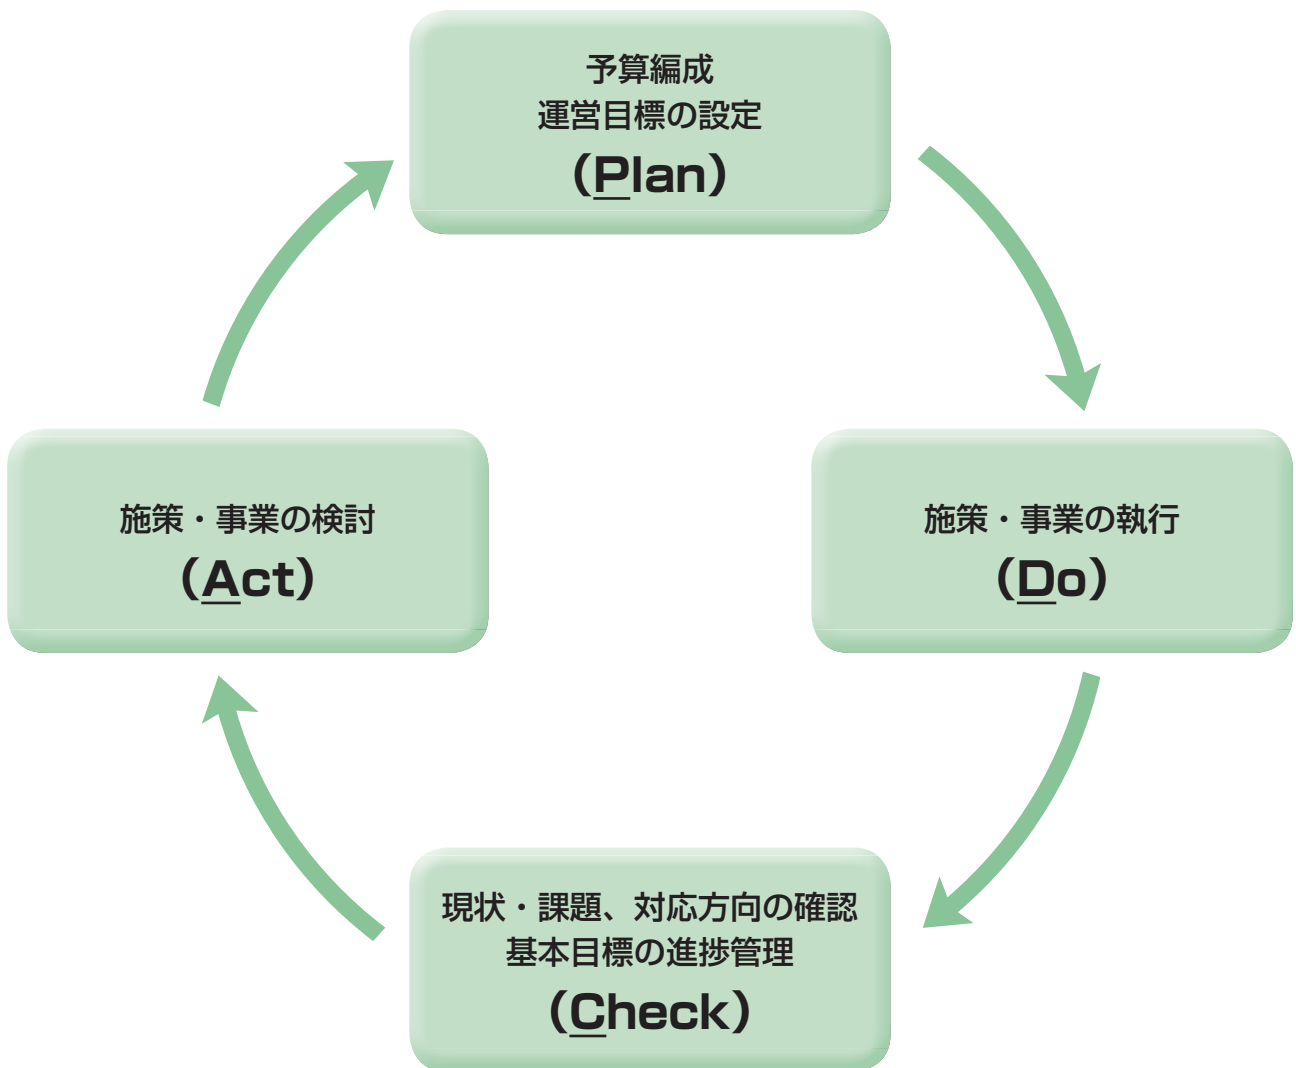 予算編成
運営目標の設定
（Plan）
施策・事業の執行
（Do）
現状・課題、対応方向の確認
基本目標の進捗管理
（Check）
施策・事業の検討
（Act）